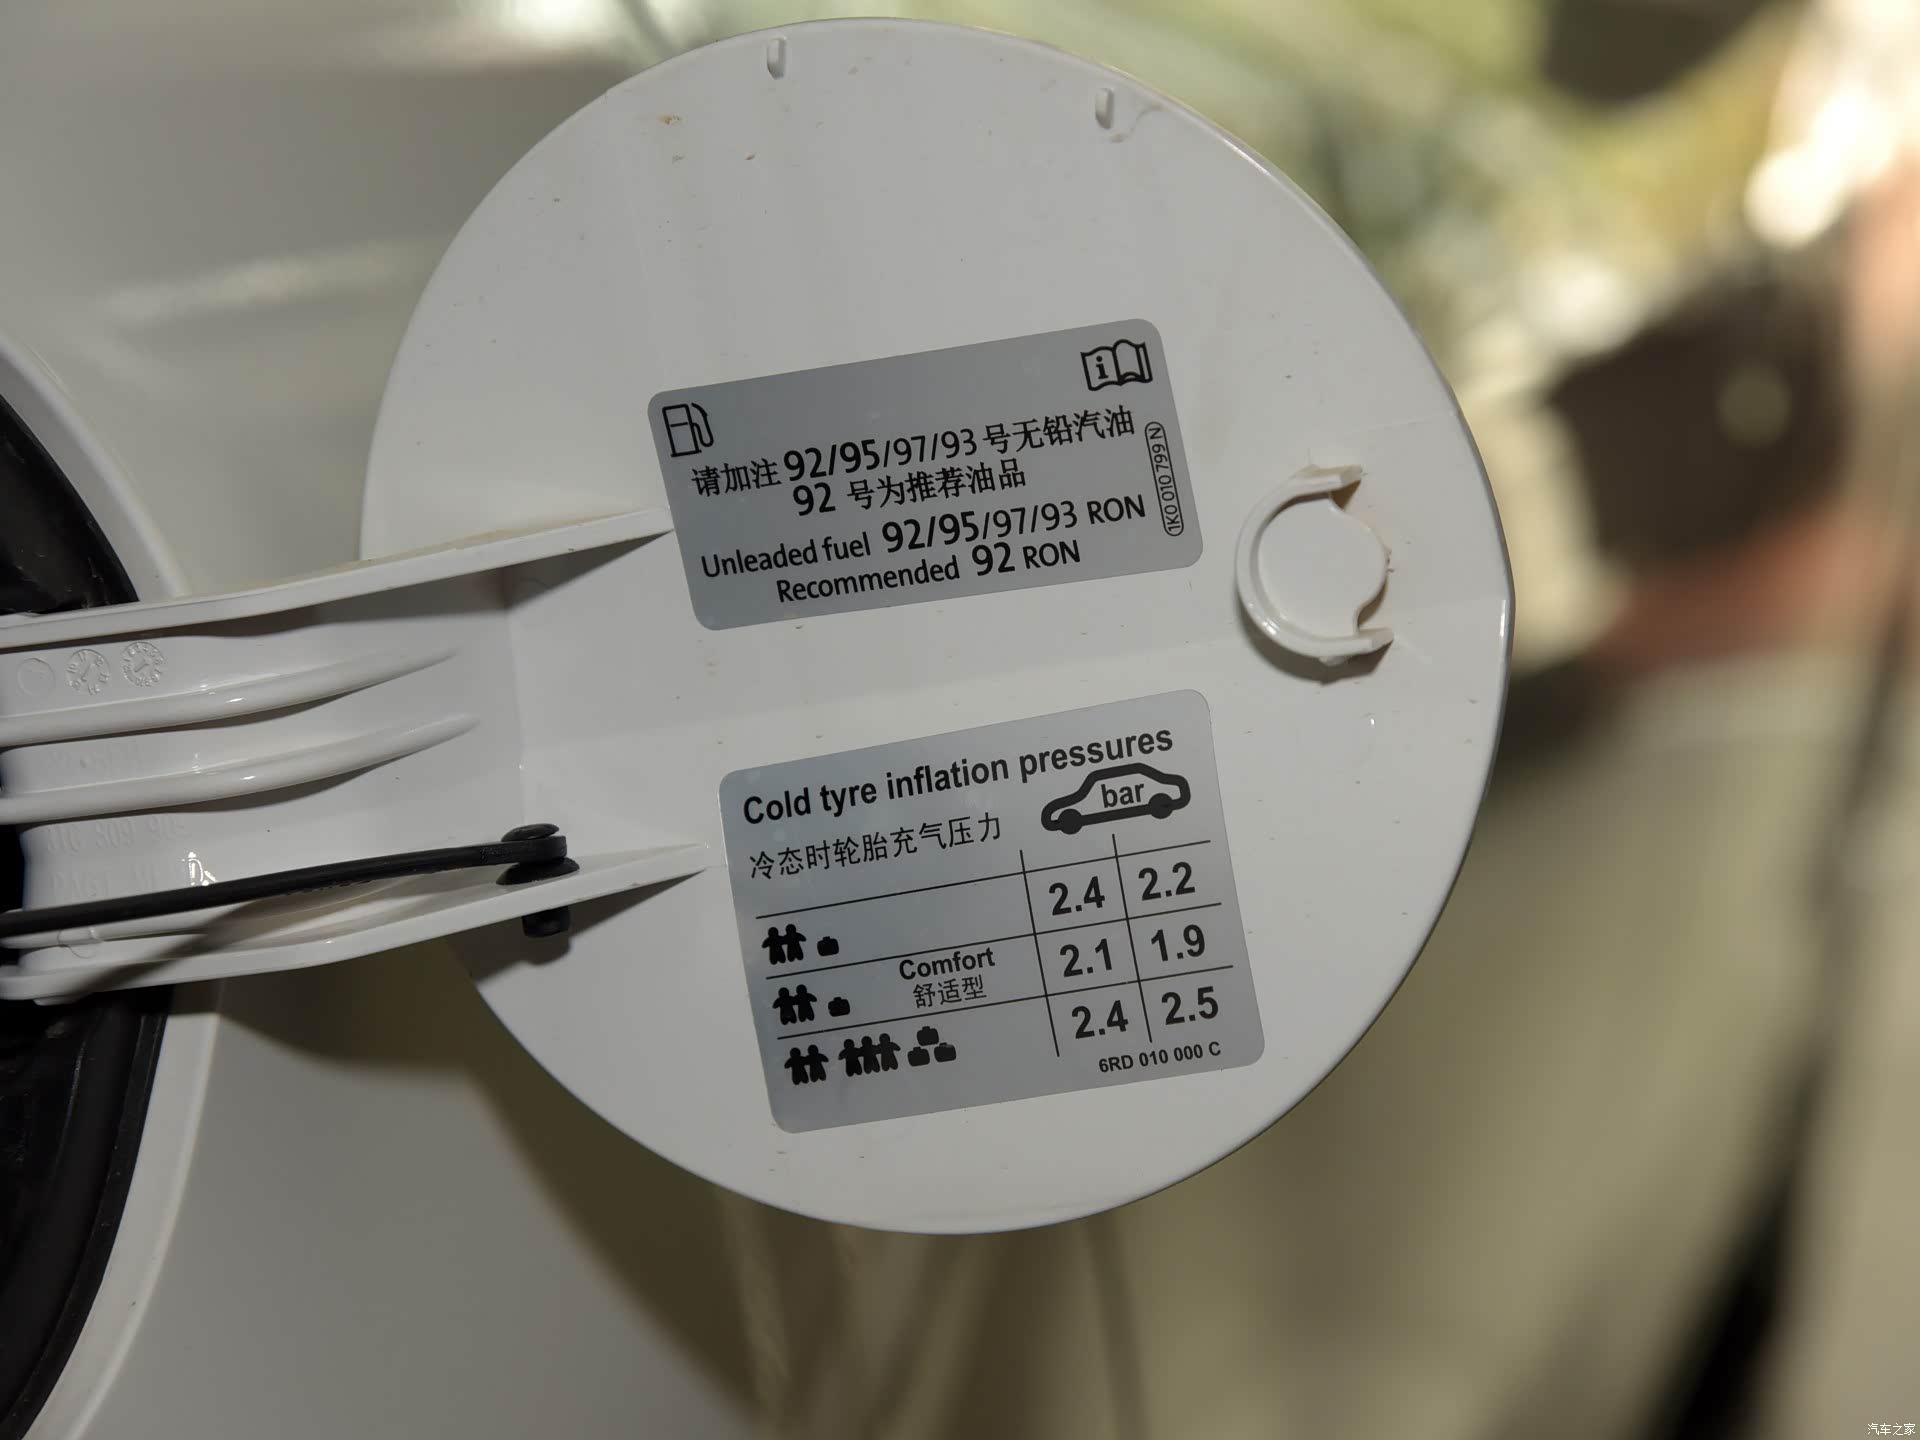 i
请加注 92/95/97/93 号无铅汽油
92 号为推荐油品
Unleaded fuel 92/95/97/93 RON
Recommended 92 RON
1K0 010 799 N
Cold tyre inflation pressures
bar
冷态时轮胎充气压力
2.4 2.2
Comfort
舒适型
2.1 1.9
2.4 2.5
6RD 010 000 C
汽车之家